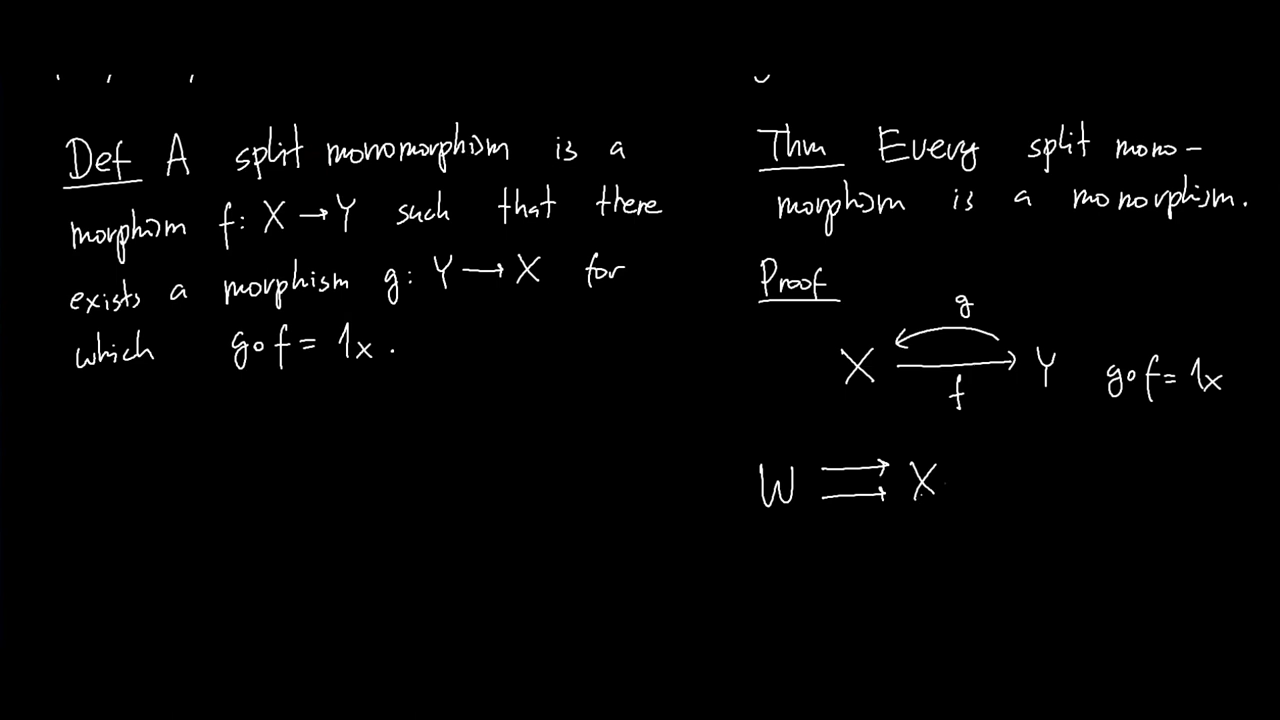 Def A split monomorphism is a
morphism f: X → Y such that there
exists a morphism g: Y → X for
which g∘f = 1x.
Thm Every split mono-
morphism is a monorphism.
Proof
g
X Y g∘f = 1x
f
W X